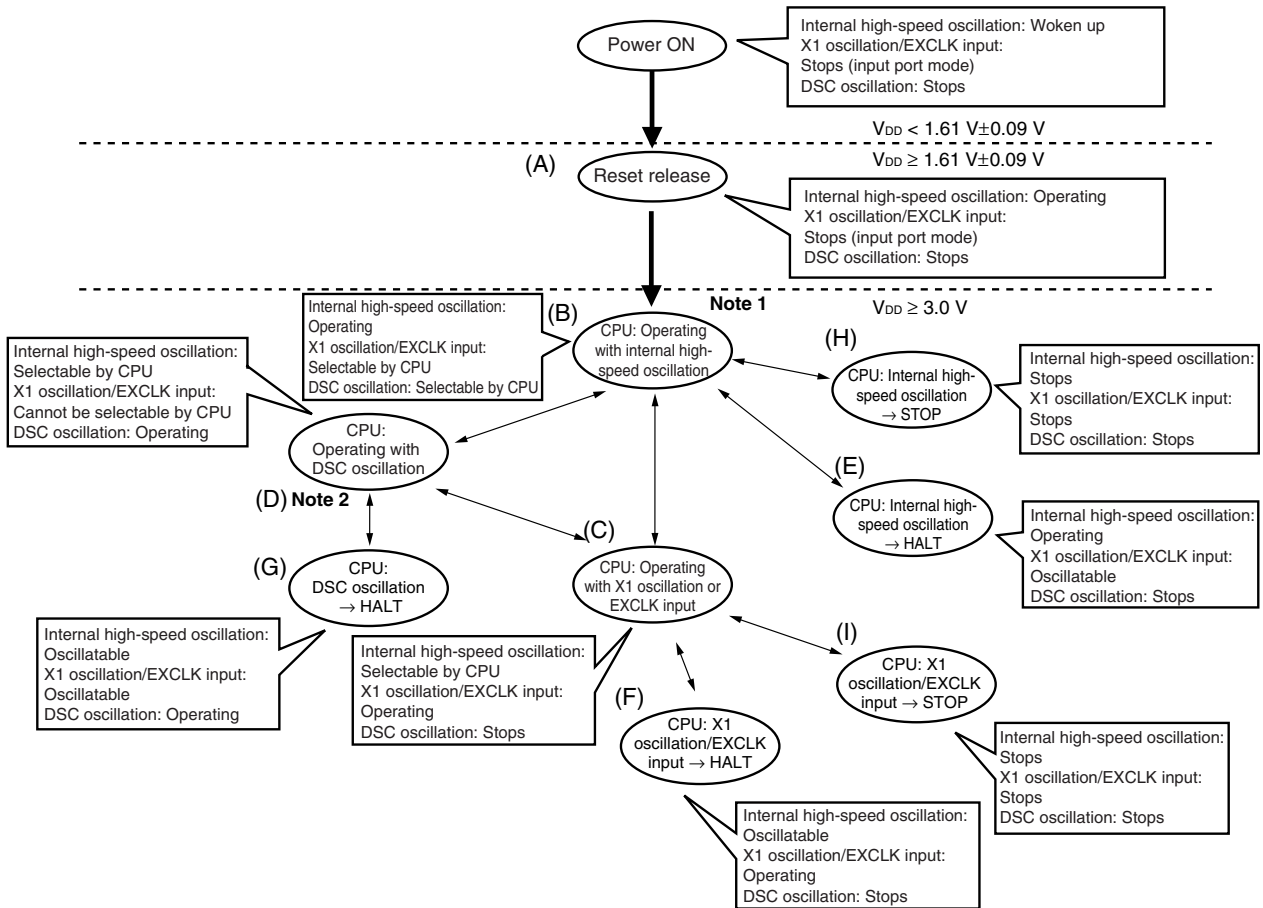 Power ON
Internal high-speed oscillation: Woken up
X1 oscillation/EXCLK input:
Stops (input port mode)
DSC oscillation: Stops
VDD < 1.61 V±0.09 V
VDD ≥ 1.61 V±0.09 V
(A)
Reset release
Internal high-speed oscillation: Operating
X1 oscillation/EXCLK input:
Stops (input port mode)
DSC oscillation: Stops
VDD ≥ 3.0 V
Note 1
(B)
CPU: Operating
with internal high-
speed oscillation
Internal high-speed oscillation:
Operating
X1 oscillation/EXCLK input:
Selectable by CPU
DSC oscillation: Selectable by CPU
Internal high-speed oscillation:
Selectable by CPU
X1 oscillation/EXCLK input:
Cannot be selectable by CPU
DSC oscillation: Operating
CPU:
Operating with
DSC oscillation
(D) Note 2
(H)
CPU: Internal high-
speed oscillation
→ STOP
Internal high-speed oscillation:
Stops
X1 oscillation/EXCLK input:
Stops
DSC oscillation: Stops
(E)
CPU: Internal high-
speed oscillation
→ HALT
Internal high-speed oscillation:
Operating
X1 oscillation/EXCLK input:
Oscillatable
DSC oscillation: Stops
(G)
CPU:
DSC oscillation
→ HALT
Internal high-speed oscillation:
Oscillatable
X1 oscillation/EXCLK input:
Oscillatable
DSC oscillation: Operating
(C)
CPU: Operating
with X1 oscillation or
EXCLK input
Internal high-speed oscillation:
Selectable by CPU
X1 oscillation/EXCLK input:
Operating
DSC oscillation: Stops
(I)
CPU: X1
oscillation/EXCLK
input → STOP
Internal high-speed oscillation:
Stops
X1 oscillation/EXCLK input:
Stops
DSC oscillation: Stops
(F)
CPU: X1
oscillation/EXCLK
input → HALT
Internal high-speed oscillation:
Oscillatable
X1 oscillation/EXCLK input:
Operating
DSC oscillation: Stops